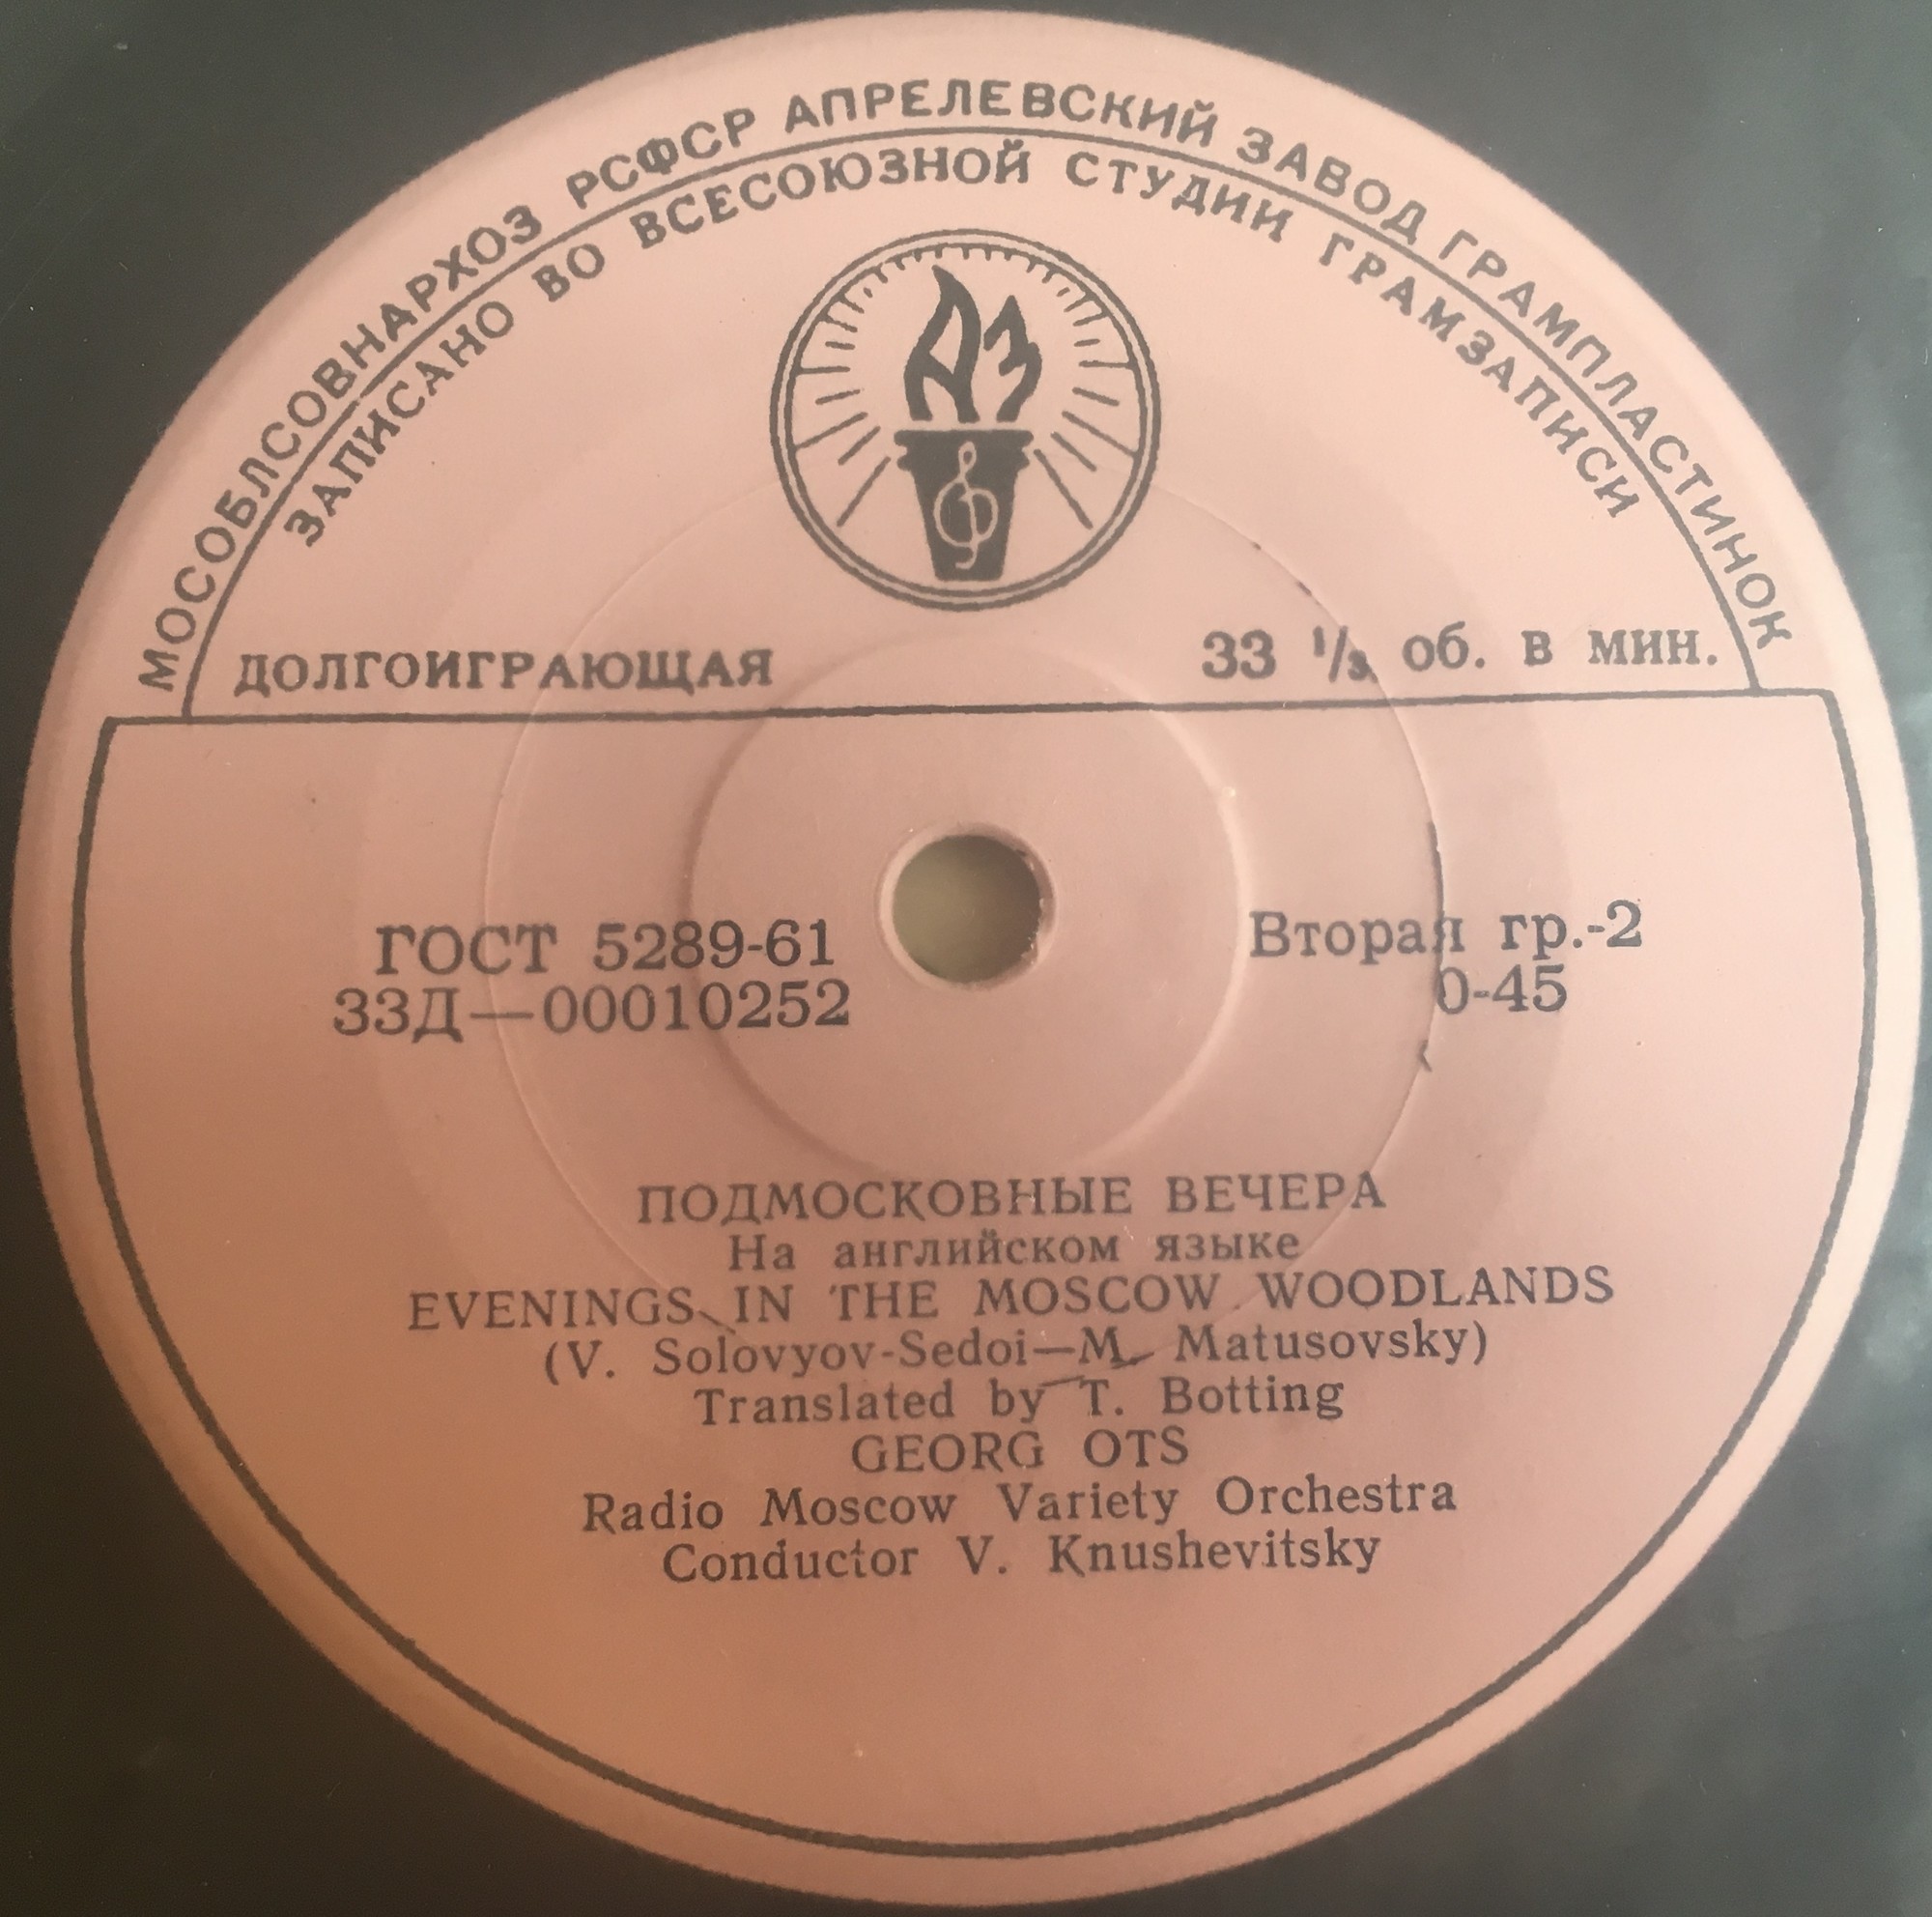 МОСОБЛСОВНАРХОЗ РСФСР АПРЕЛЕВСКИЙ ЗАВОД ГРАМПЛАСТИНОК
ЗАПИСАНО ВО ВСЕСОЮЗНОЙ СТУДИИ ГРАМЗАПИСИ
АЗ
ДОЛГОИГРАЮЩАЯ 33 1/3 об. в мин.
ГОСТ 5289-61 Вторая гр.-2
33Д—00010252 0-45
ПОДМОСКОВНЫЕ ВЕЧЕРА
На английском языке
EVENINGS IN THE MOSCOW WOODLANDS
(V. Solovyov-Sedoi—M. Matusovsky)
Translated by T. Botting
GEORG OTS
Radio Moscow Variety Orchestra
Conductor V. Knushevitsky